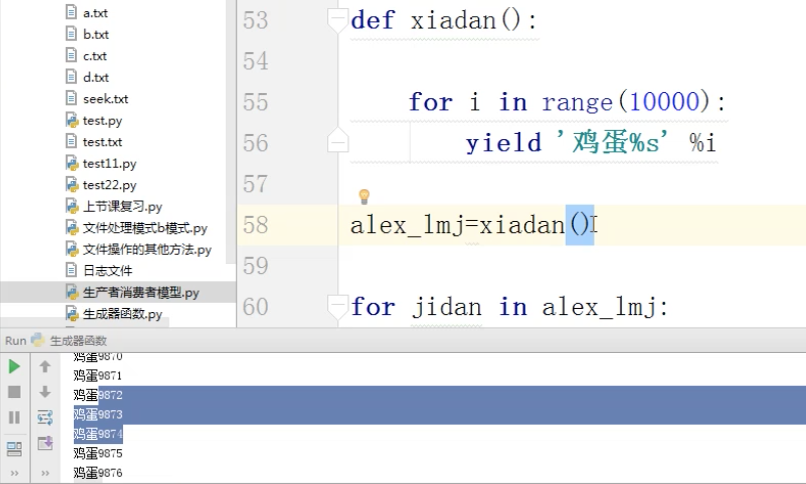 a.txt
b.txt
c.txt
d.txt
seek.txt
test.py
test.txt
test11.py
test22.py
上节课复习.py
文件处理模式b模式.py
文件操作的其他方法.py
日志文件
生产者消费者模型.py
生成器函数.py
53 def xiadan():
54
55 for i in range(10000):
56 yield '鸡蛋%s' %i
57
58 alex_lmj=xiadan()
59
60 for jidan in alex_lmj:
Run 生成器函数
鸡蛋9870
鸡蛋9871
鸡蛋9872
鸡蛋9873
鸡蛋9874
鸡蛋9875
鸡蛋9876